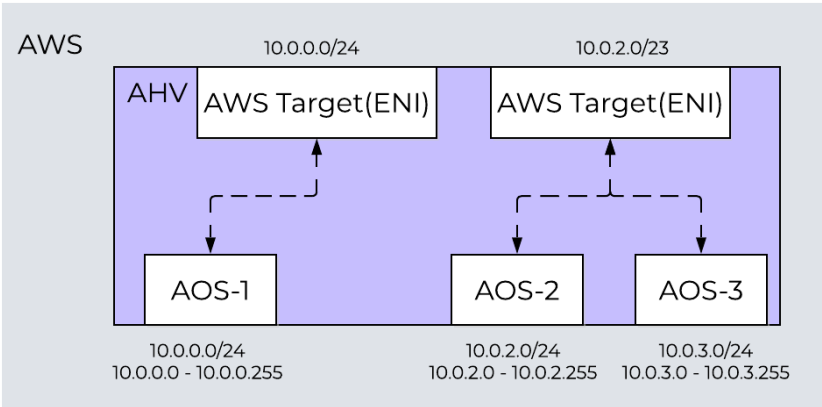 AWS
10.0.0.0/24
10.0.2.0/23
AHV
AWS Target(ENI)
AWS Target(ENI)
AOS-1
AOS-2
AOS-3
10.0.0.0/24
10.0.0.0 - 10.0.0.255
10.0.2.0/24
10.0.2.0 - 10.0.2.255
10.0.3.0/24
10.0.3.0 - 10.0.3.255